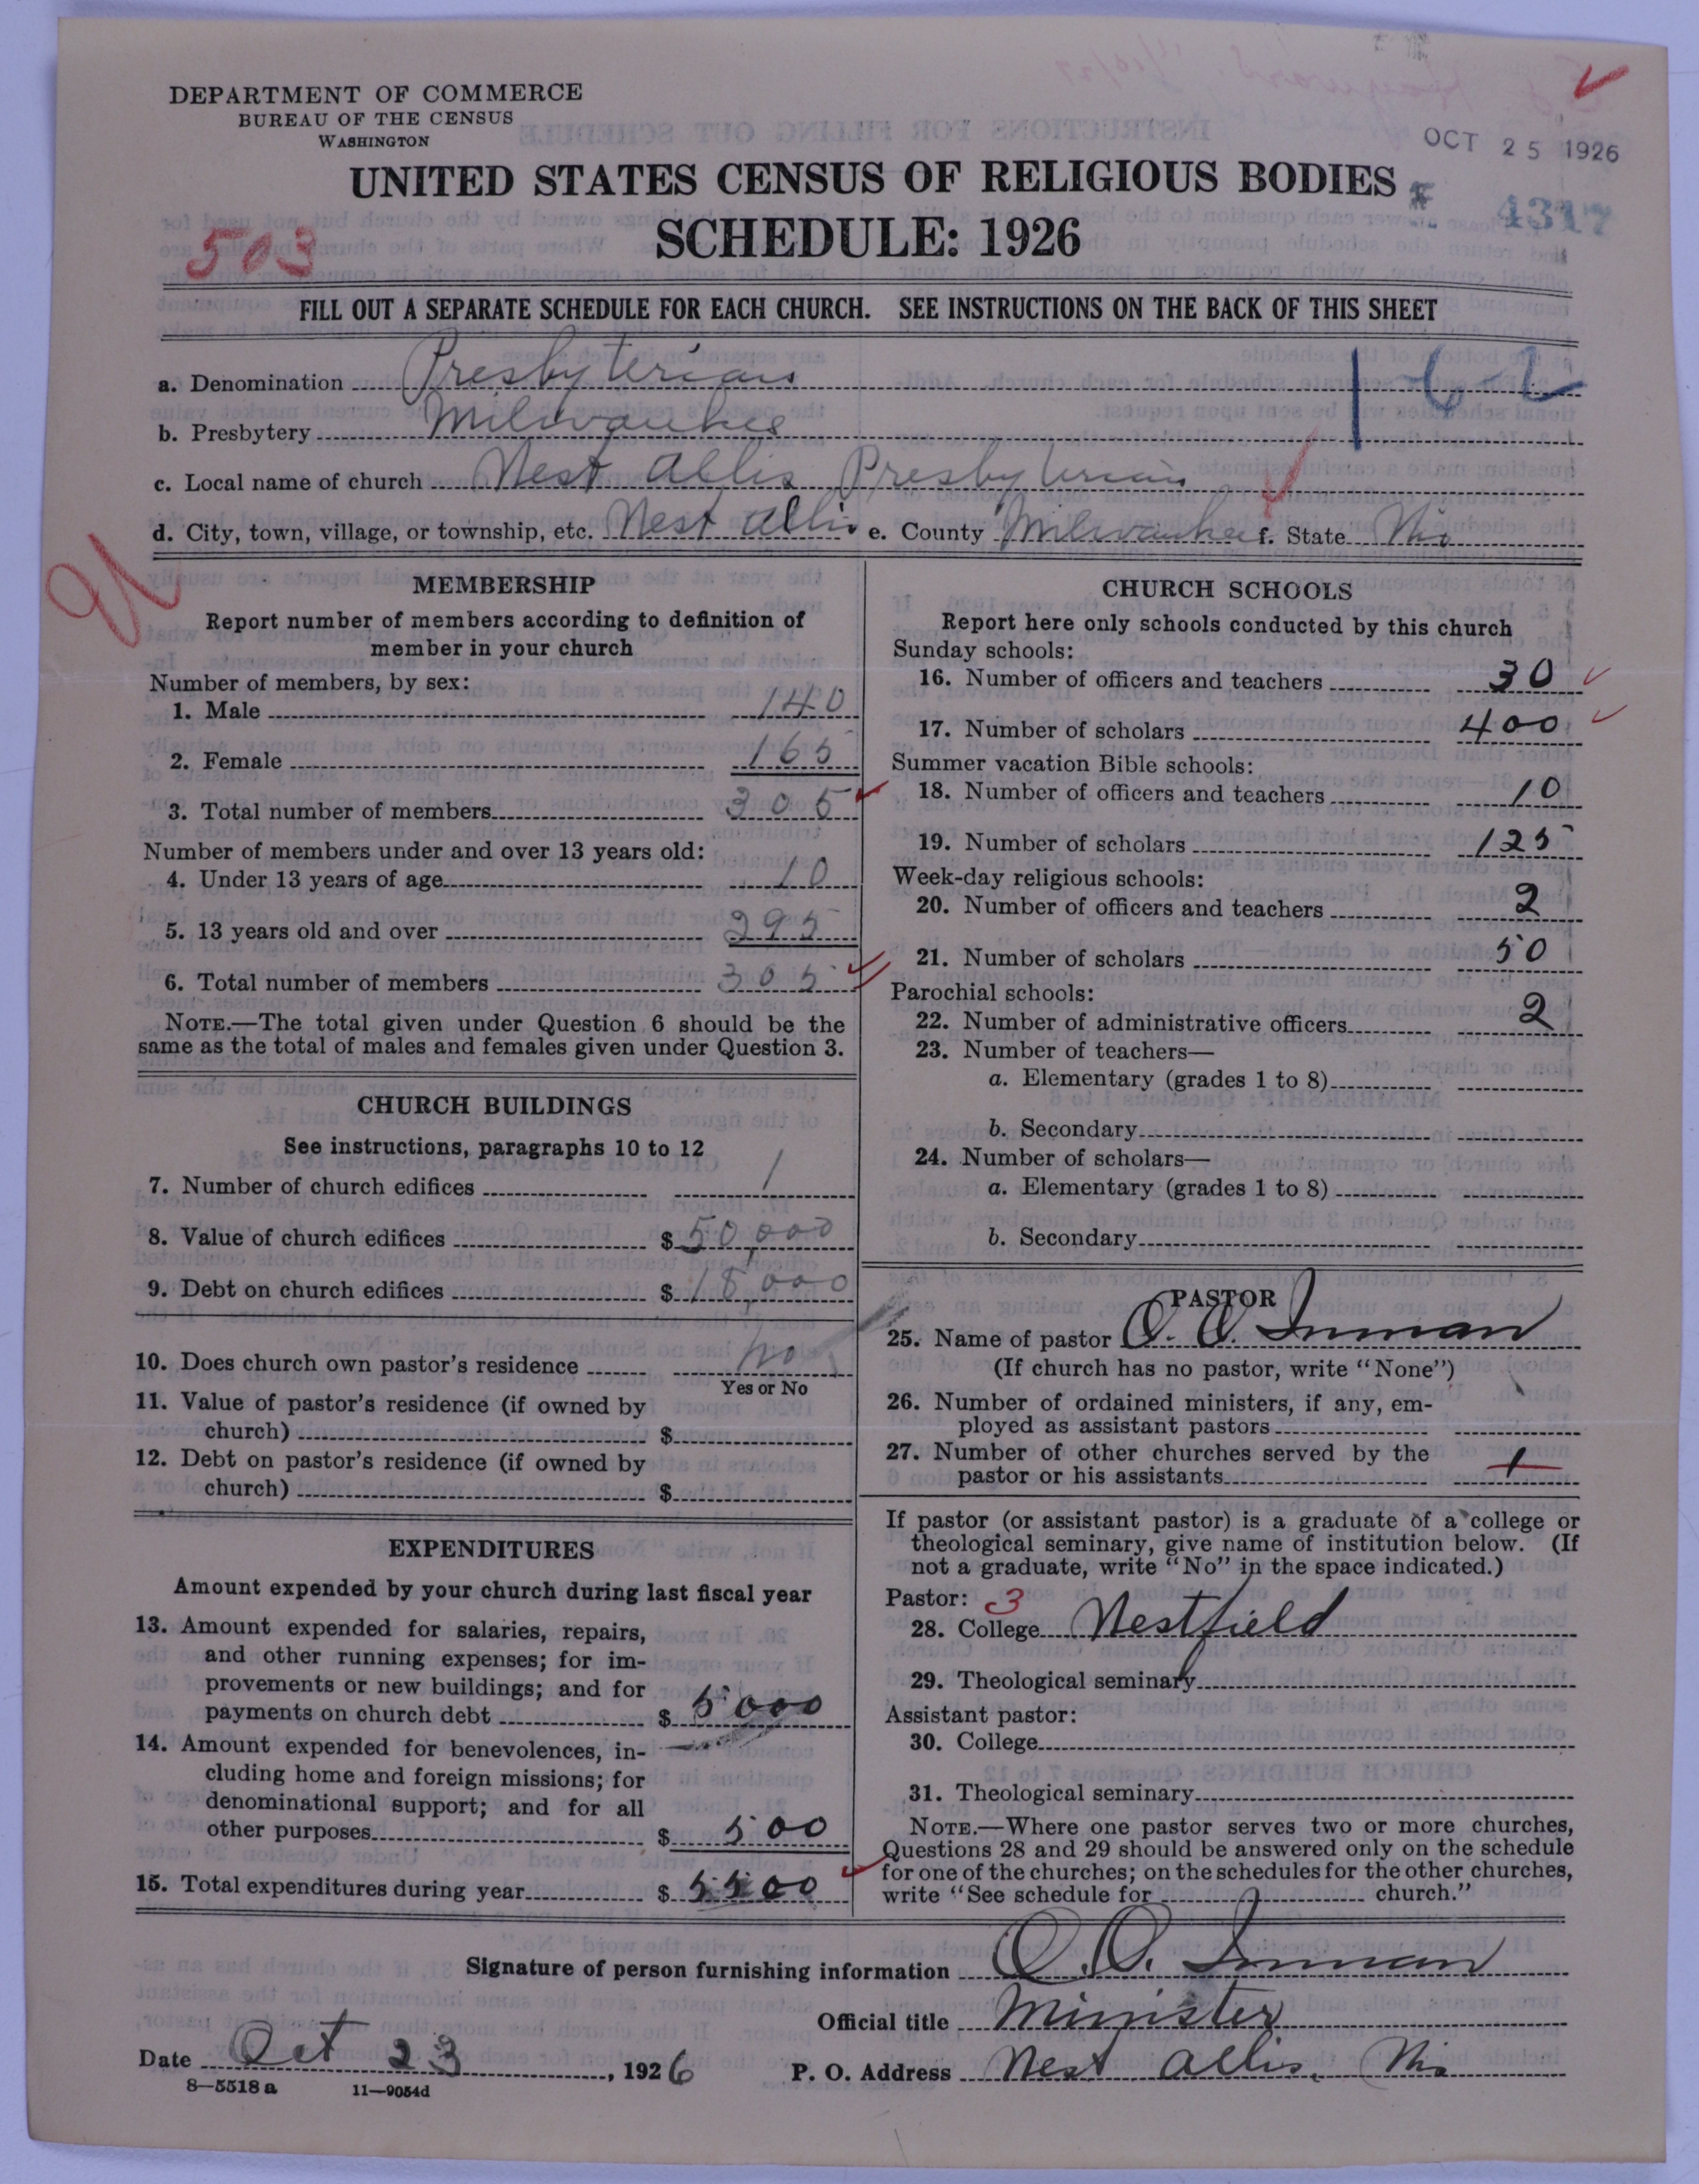 DEPARTMENT OF COMMERCE
BUREAU OF THE CENSUS
WASHINGTON
OCT 25 1926
UNITED STATES CENSUS OF RELIGIOUS BODIES
4317
SCHEDULE: 1926
503
FILL OUT A SEPARATE SCHEDULE FOR EACH CHURCH. SEE INSTRUCTIONS ON THE BACK OF THIS SHEET
a. Denomination Presbyterian
1-6-2
b. Presbytery Milwaukee
c. Local name of church West Allis Presbyterian
d. City, town, village, or township, etc. West Allis e. County Milwaukee f. State Wis
MEMBERSHIP
Report number of members according to definition of
member in your church
Number of members, by sex:
1. Male 140
2. Female 165
3. Total number of members 305
Number of members under and over 13 years old:
4. Under 13 years of age 10
5. 13 years old and over 295
6. Total number of members 305
NOTE.—The total given under Question 6 should be the
same as the total of males and females given under Question 3.
CHURCH BUILDINGS
See instructions, paragraphs 10 to 12
7. Number of church edifices 1
8. Value of church edifices $ 50,000
9. Debt on church edifices $ 18,000
10. Does church own pastor's residence No
Yes or No
11. Value of pastor's residence (if owned by
church) $
12. Debt on pastor's residence (if owned by
church) $
EXPENDITURES
Amount expended by your church during last fiscal year
13. Amount expended for salaries, repairs,
and other running expenses; for im-
provements or new buildings; and for
payments on church debt $ 5000
14. Amount expended for benevolences, in-
cluding home and foreign missions; for
denominational support; and for all
other purposes $ 500
15. Total expenditures during year $ 5500
CHURCH SCHOOLS
Report here only schools conducted by this church
Sunday schools:
16. Number of officers and teachers 30
17. Number of scholars 400
Summer vacation Bible schools:
18. Number of officers and teachers 10
19. Number of scholars 125
Week-day religious schools:
20. Number of officers and teachers 2
21. Number of scholars 50
Parochial schools:
22. Number of administrative officers 2
23. Number of teachers—
a. Elementary (grades 1 to 8)
b. Secondary
24. Number of scholars—
a. Elementary (grades 1 to 8)
b. Secondary
PASTOR
25. Name of pastor O. O. Inman
(If church has no pastor, write "None")
26. Number of ordained ministers, if any, em-
ployed as assistant pastors
27. Number of other churches served by the
pastor or his assistants 1
If pastor (or assistant pastor) is a graduate of a college or
theological seminary, give name of institution below. (If
not a graduate, write "No" in the space indicated.)
Pastor: 3
28. College Westfield
29. Theological seminary
Assistant pastor:
30. College
31. Theological seminary
NOTE.—Where one pastor serves two or more churches,
Questions 28 and 29 should be answered only on the schedule
for one of the churches; on the schedules for the other churches,
write "See schedule for church."
Signature of person furnishing information O. O. Inman
Official title Minister
Date Oct 23, 1926 P. O. Address West Allis, Wis
8—5518a 11—9054d